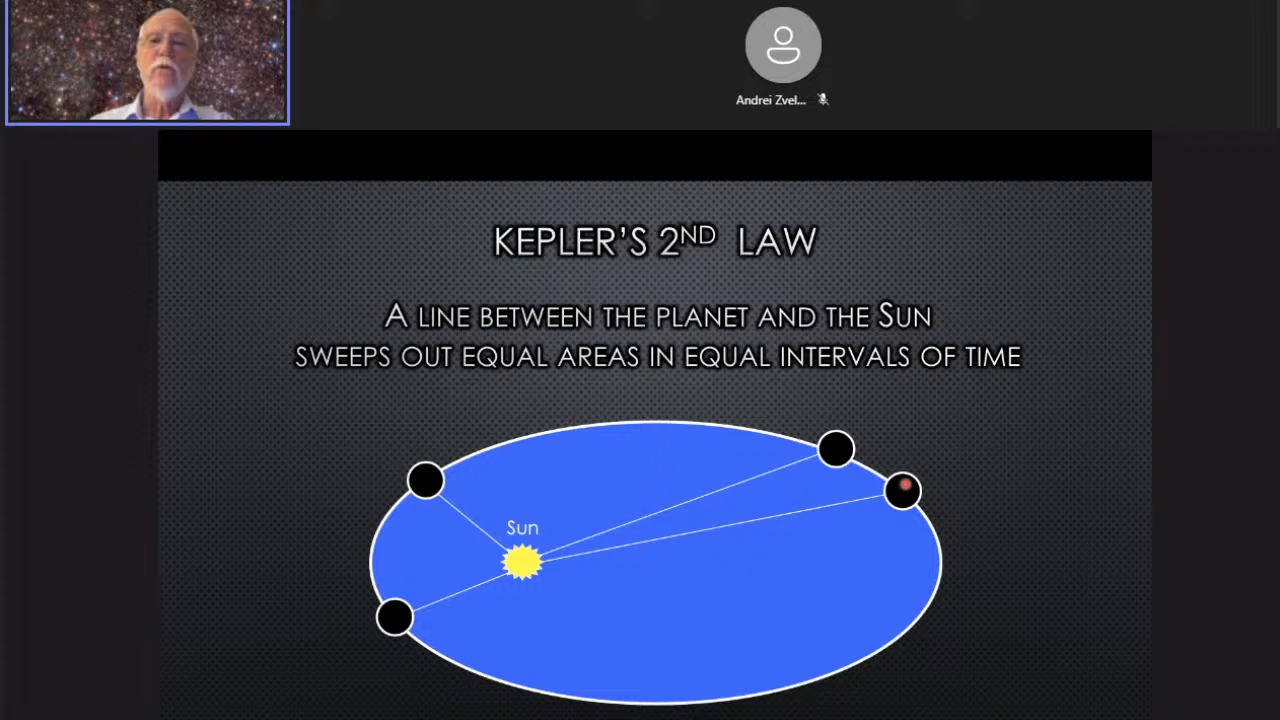 Andrei Zvel...
KEPLER'S 2ND LAW
A LINE BETWEEN THE PLANET AND THE SUN
SWEEPS OUT EQUAL AREAS IN EQUAL INTERVALS OF TIME
Sun